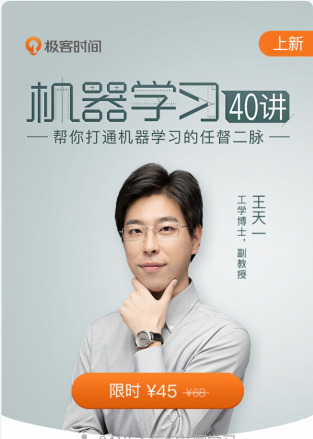 极客时间
上新
机器学习 40讲
— 帮你打通机器学习的任督二脉 —
王天一
工学博士，副教授
限时 ¥45 ¥68